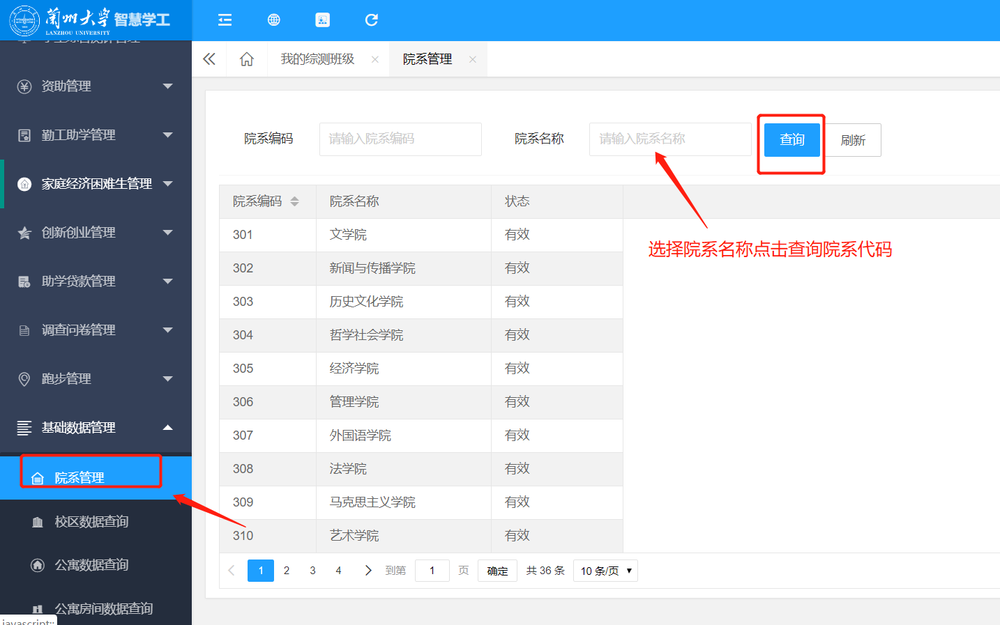 兰州大学 智慧学工
LANZHOU UNIVERSITY
资助管理
勤工助学管理
家庭经济困难生管理
创新创业管理
助学贷款管理
调查问卷管理
跑步管理
基础数据管理
院系管理
校区数据查询
公寓数据查询
公寓房间数据查询
javascript:;
我的综测班级 院系管理
院系编码 请输入院系编码 院系名称 请输入院系名称 查询 刷新
院系编码 院系名称 状态
301 文学院 有效
302 新闻与传播学院 有效
303 历史文化学院 有效
304 哲学社会学院 有效
305 经济学院 有效
306 管理学院 有效
307 外国语学院 有效
308 法学院 有效
309 马克思主义学院 有效
310 艺术学院 有效
选择院系名称点击查询院系代码
1 2 3 4 到第 1 页 确定 共 36 条 10 条/页